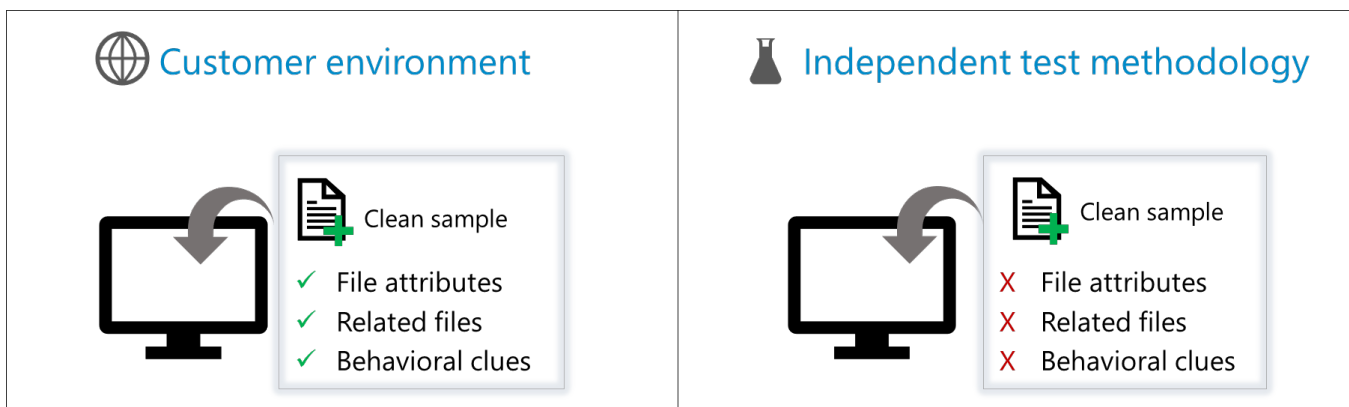 Customer environment
Clean sample
✓ File attributes
✓ Related files
✓ Behavioral clues
Independent test methodology
Clean sample
X File attributes
X Related files
X Behavioral clues